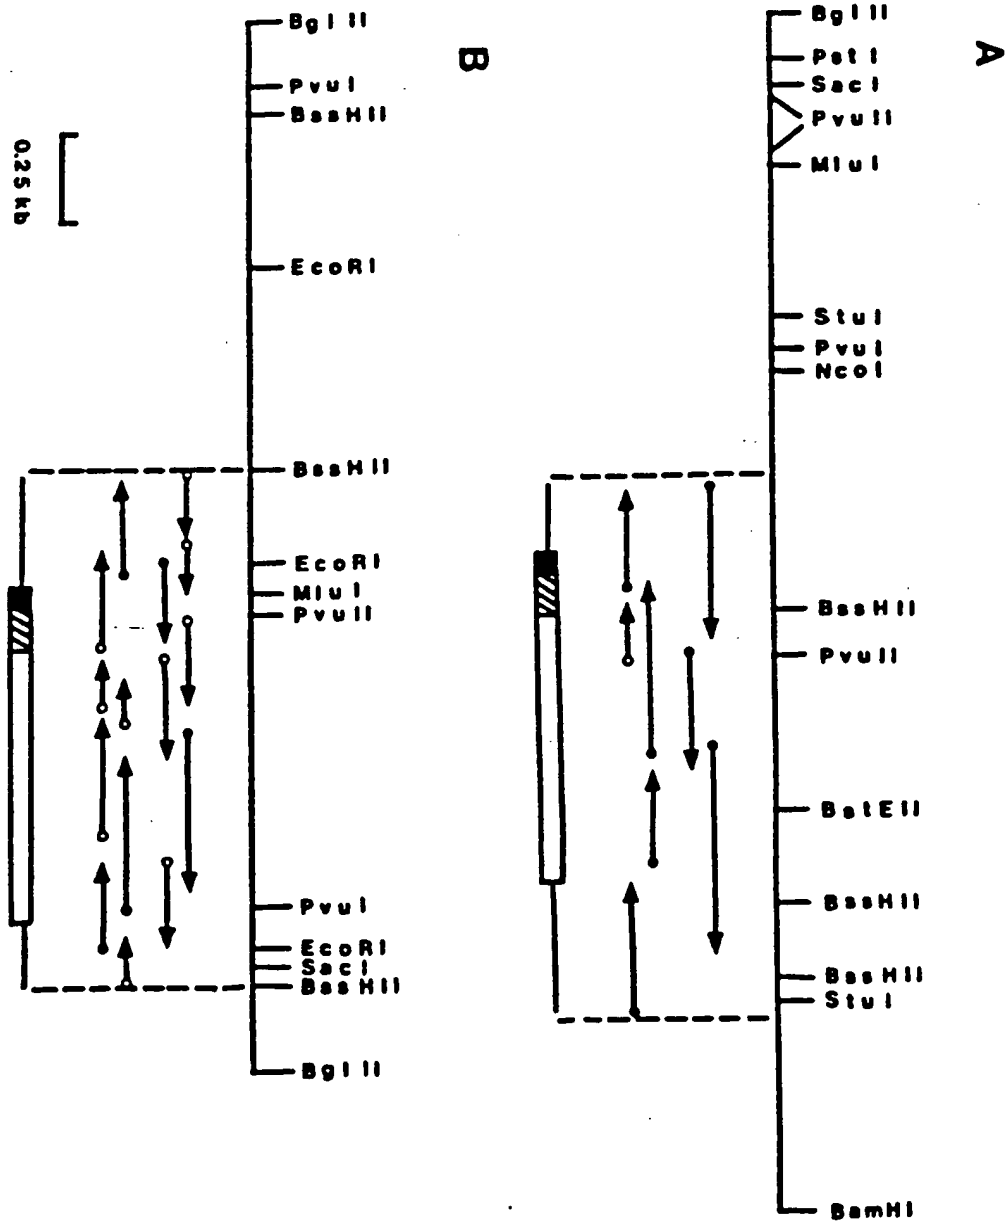 A
Bgl II
Pst I
Sac I
Pvu II
Mlu I
Stu I
Pvu I
Nco I
BssH II
Pvu II
BstE II
BssH II
BssH II
Stu I
BamH I
B
Bgl II
Pvu I
BssH II
EcoR I
BssH II
EcoR I
Mlu I
Pvu II
Pvu I
EcoR I
Sac I
BssH II
Bgl II
0.25 kb